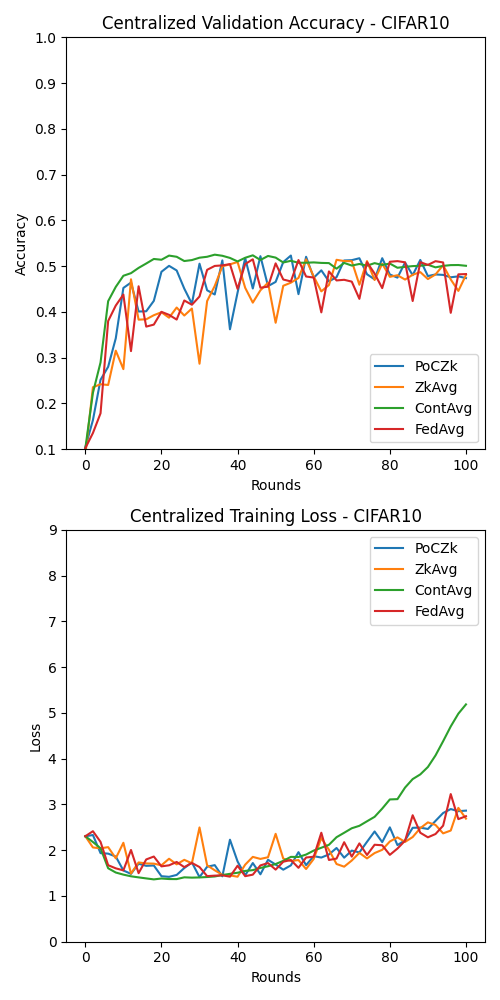 Centralized Validation Accuracy - CIFAR10
1.0
0.9
0.8
0.7
0.6
0.5
0.4
0.3
0.2
0.1
Accuracy
PoCZk
ZkAvg
ContAvg
FedAvg
0 20 40 60 80 100
Rounds
Centralized Training Loss - CIFAR10
9
8
7
6
5
4
3
2
1
0
Loss
PoCZk
ZkAvg
ContAvg
FedAvg
0 20 40 60 80 100
Rounds